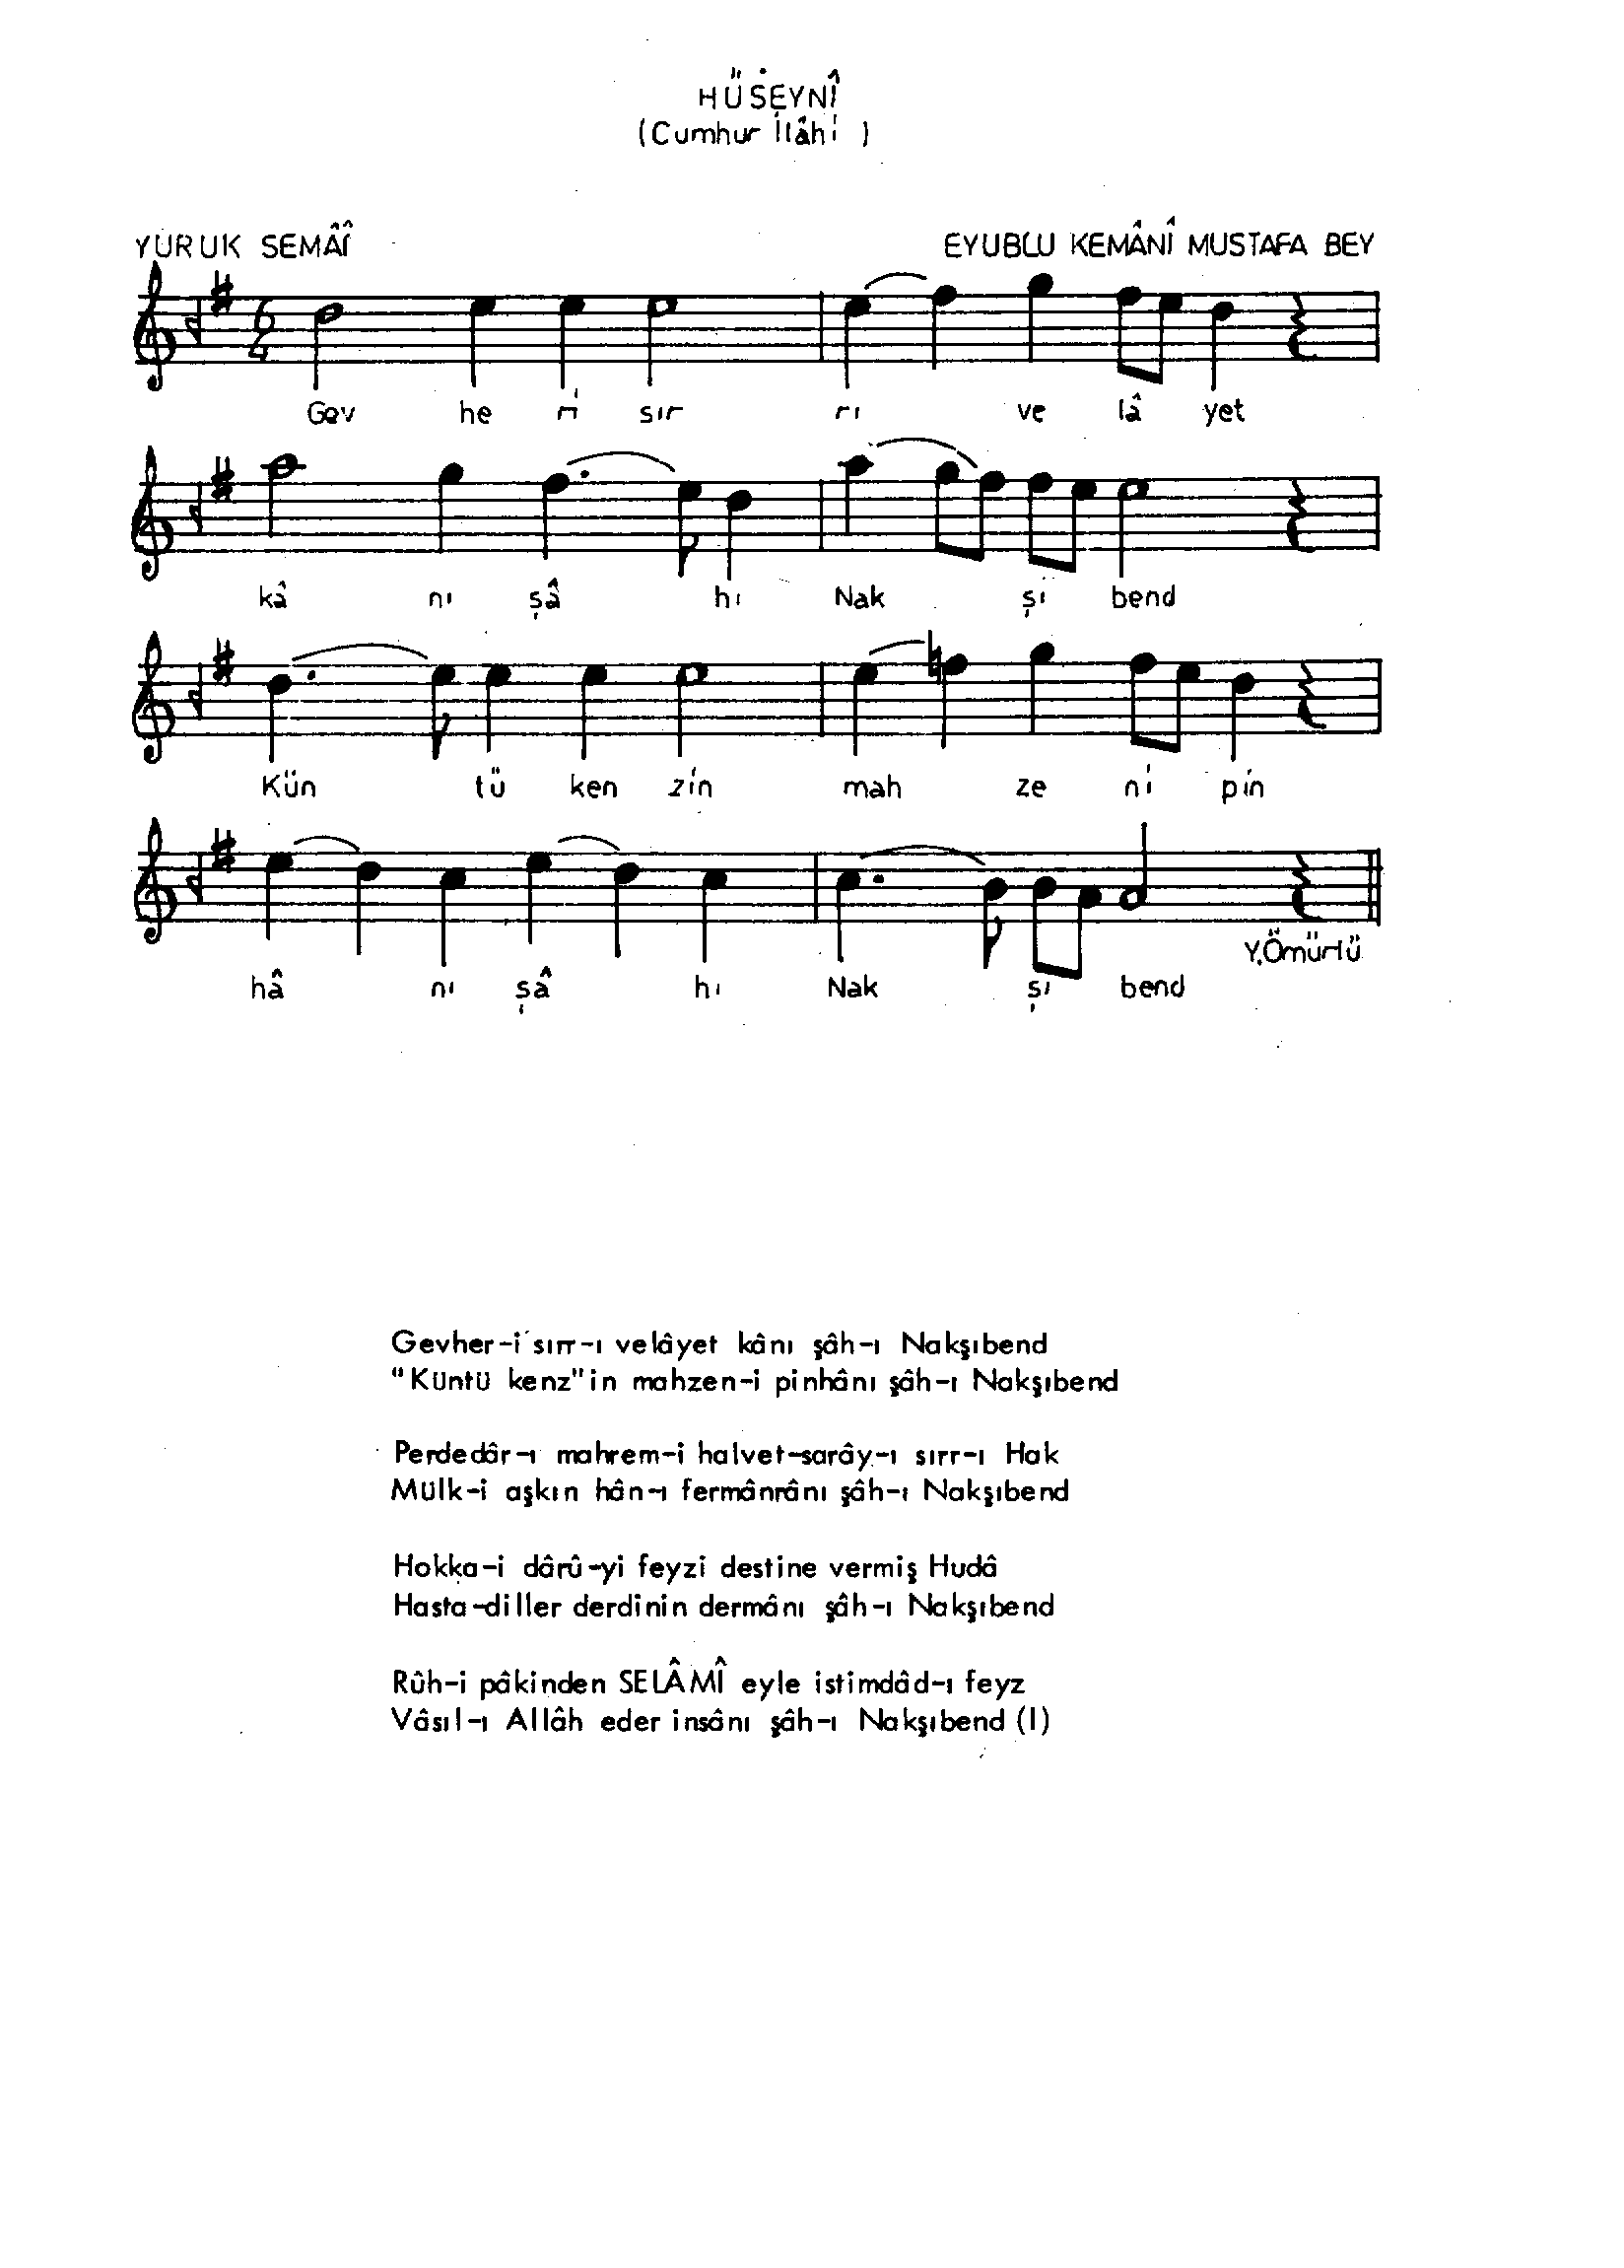 HÜSEYNÎ
(Cumhur İlâhi )
YÜRÜK SEMÂÎ EYUBLU KEMÂNÎ MUSTAFA BEY
6
4
Gev he ri sır rı ve lâ yet
kâ nı şâ hı Nak şi bend
Kün tü ken zin mah ze ni pin
hâ nı şâ hı Nak şı bend
Y.Ömürlü
Gevher-i sırr-ı velâyet kânı şâh-ı Nakşıbend
"Küntü kenz"in mahzen-i pinhânı şâh-ı Nakşıbend
Perdedâr-ı mahrem-i halvet-sarây-ı sırr-ı Hak
Mülk-i aşkın hân-ı fermânrânı şâh-ı Nakşıbend
Hokka-i dârû-yi feyzi destine vermiş Hudâ
Hasta-diller derdinin dermânı şâh-ı Nakşıbend
Rûh-i pâkinden SELÂMÎ eyle istimdâd-ı feyz
Vâsıl-ı Allâh eder insânı şâh-ı Nakşıbend (I)